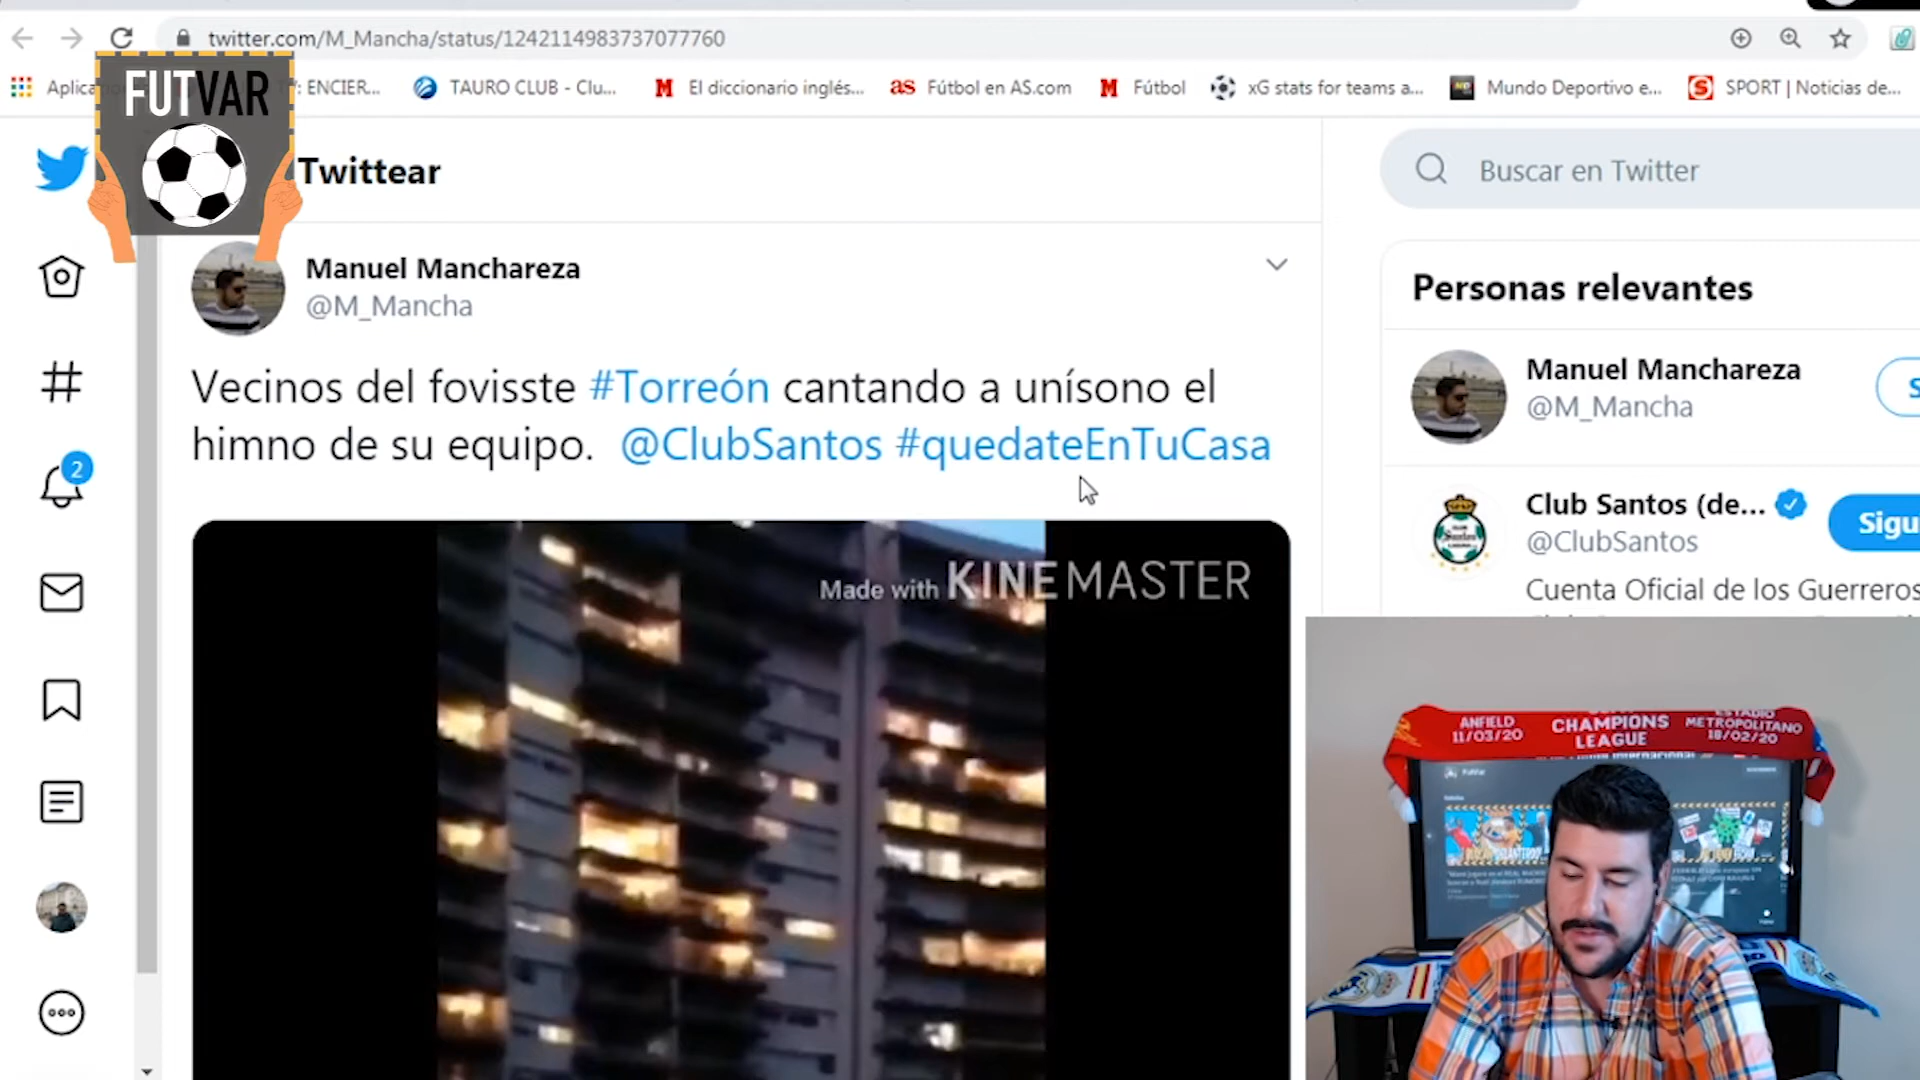 twitter.com/M_Mancha/status/1242114983737077760
: ENCIER...
TAURO CLUB - Clu...
El diccionario inglés...
as
Fútbol en AS.com
Fútbol
xG stats for teams a...
Mundo Deportivo e...
SPORT | Noticias de...
FUTVAR
Twittear
Buscar en Twitter
Manuel Manchareza
@M_Mancha
Vecinos del fovisste #Torreón cantando a unísono el
himno de su equipo. @ClubSantos #quedateEnTuCasa
2
Made with KINEMASTER
Personas relevantes
Manuel Manchareza
@M_Mancha
Club Santos (de...
@ClubSantos
Cuenta Oficial de los Guerreros
ANFIELD
11/03/20
CHAMPIONS
LEAGUE
ESTADIO
METROPOLITANO
18/02/20